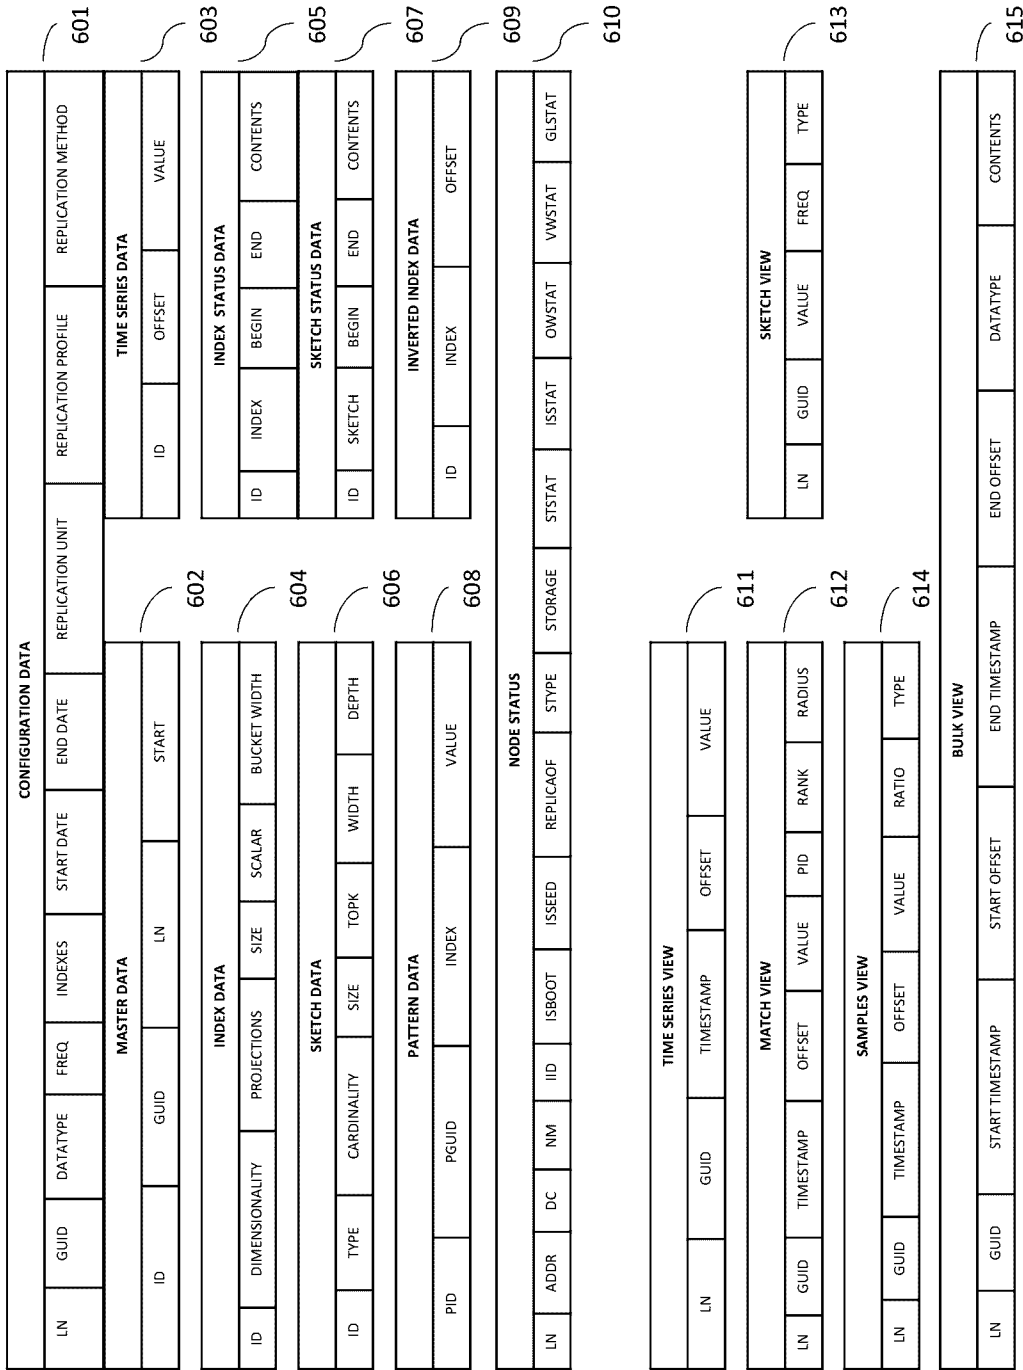 CONFIGURATION DATA 601
LN GUID DATATYPE FREQ INDEXES START DATE END DATE REPLICATION UNIT REPLICATION PROFILE REPLICATION METHOD
MASTER DATA 602
ID GUID LN START
TIME SERIES DATA 603
ID OFFSET VALUE
INDEX DATA 604
ID DIMENSIONALITY PROJECTIONS SIZE SCALAR BUCKET WIDTH
INDEX STATUS DATA 605
ID INDEX BEGIN END CONTENTS
SKETCH DATA 606
ID TYPE CARDINALITY SIZE TOPK WIDTH DEPTH
SKETCH STATUS DATA 607
ID SKETCH BEGIN END CONTENTS
PATTERN DATA 608
PID PGUID INDEX VALUE
INVERTED INDEX DATA 609
ID INDEX OFFSET
NODE STATUS 610
LN ADDR DC NM IID ISBOOT ISSEED REPLICAOF STYPE STORAGE STSTAT ISSTAT OWSTAT VWSTAT GLSTAT
TIME SERIES VIEW 611
LN GUID TIMESTAMP OFFSET VALUE
MATCH VIEW 612
LN GUID TIMESTAMP OFFSET VALUE PID RANK RADIUS
SKETCH VIEW 613
LN GUID VALUE FREQ TYPE
SAMPLES VIEW 614
LN GUID TIMESTAMP OFFSET VALUE RATIO TYPE
BULK VIEW 615
LN GUID START TIMESTAMP START OFFSET END TIMESTAMP END OFFSET DATATYPE CONTENTS